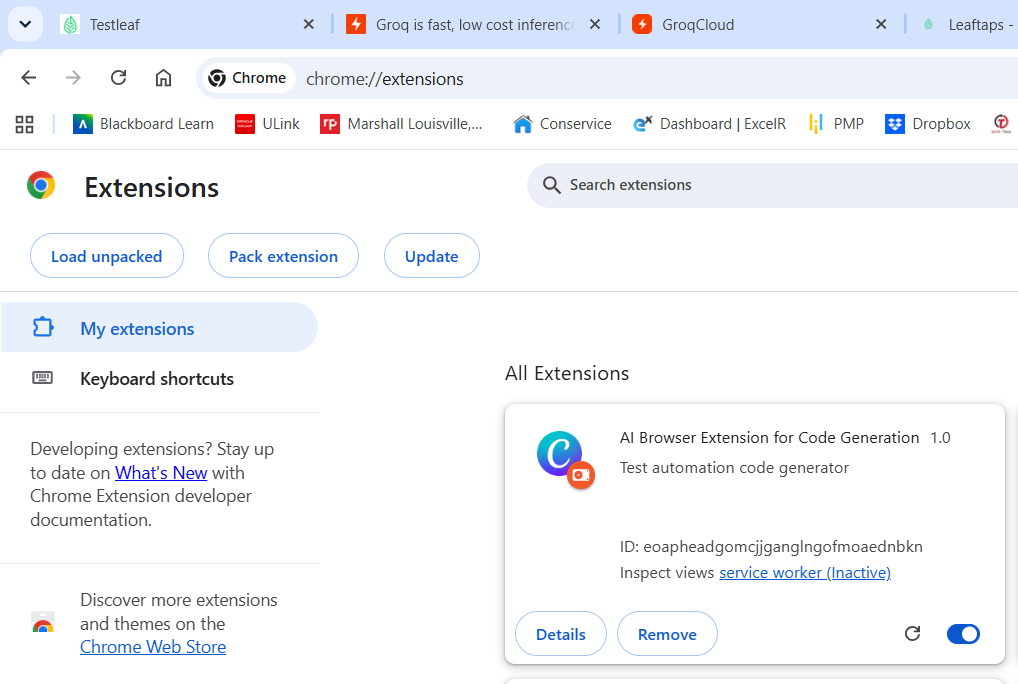 Testleaf
Groq is fast, low cost inference
GroqCloud
Leaftaps -
Chrome chrome://extensions
Blackboard Learn
ULink
Marshall Louisville,...
Conservice
Dashboard | ExcelR
PMP
Dropbox
Extensions
Search extensions
Load unpacked
Pack extension
Update
My extensions
Keyboard shortcuts
Developing extensions? Stay up
to date on What's New with
Chrome Extension developer
documentation.
Discover more extensions
and themes on the
Chrome Web Store
All Extensions
AI Browser Extension for Code Generation 1.0
Test automation code generator
ID: eoapheadgomcjjganglngofmoaednbkn
Inspect views service worker (Inactive)
Details
Remove